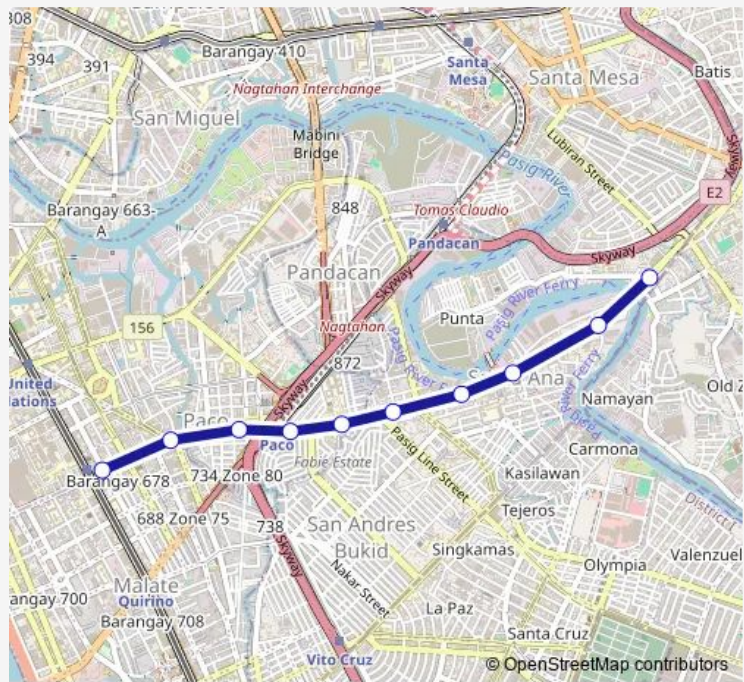 308
Barangay 410
394
391
Santa
Mesa
Santa Mesa
Batis
Nagtahan Interchange
San Miguel
Mabini
Bridge
Lubiran Street
Skyway
Pasig River
E2
Barangay 663-
A
848
Tomas Claudio
Pandacan
Skyway
Pandacan
Skyway
Pasig River Ferry
Punta
156
Nagtahan
872
Pasig River F
United
Nations
Skyway
Ana
Pasig River Ferry
Old Z
Namayan
Paco
Paco
Carmona
Barangay 678
734 Zone 80
Fabie Estate
Pasig Line Street
Kasilawan
District I
688 Zone 75
738
San Andres
Bukid
Tejeros
Singkamas
Valenzuel
Skyway
Nakar Street
Olympia
Malate
angay 700
Quirino
Barangay 708
La Paz
Santa Cruz
Vito Cruz
© OpenStreetMap contributors